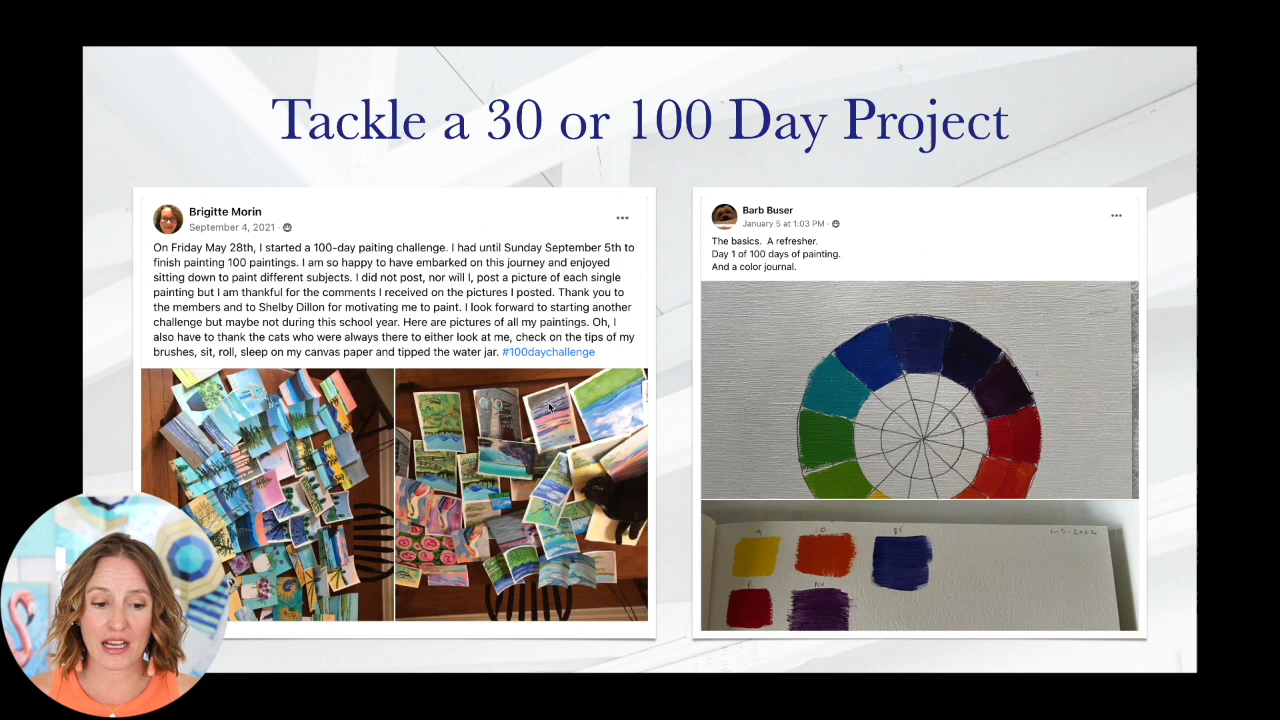 Tackle a 30 or 100 Day Project
Brigitte Morin
September 4, 2021 ·
On Friday May 28th, I started a 100-day paiting challenge. I had until Sunday September 5th to
finish painting 100 paintings. I am so happy to have embarked on this journey and enjoyed
sitting down to paint different subjects. I did not post, nor will I, post a picture of each single
painting but I am thankful for the comments I received on the pictures I posted. Thank you to
the members and to Shelby Dillon for motivating me to paint. I look forward to starting another
challenge but maybe not during this school year. Here are pictures of all my paintings. Oh, I
also have to thank the cats who were always there to either look at me, check on the tips of my
brushes, sit, roll, sleep on my canvas paper and tipped the water jar. #100daychallenge
Barb Buser
January 5 at 1:03 PM ·
The basics. A refresher.
Day 1 of 100 days of painting.
And a color journal.
1-5-2022